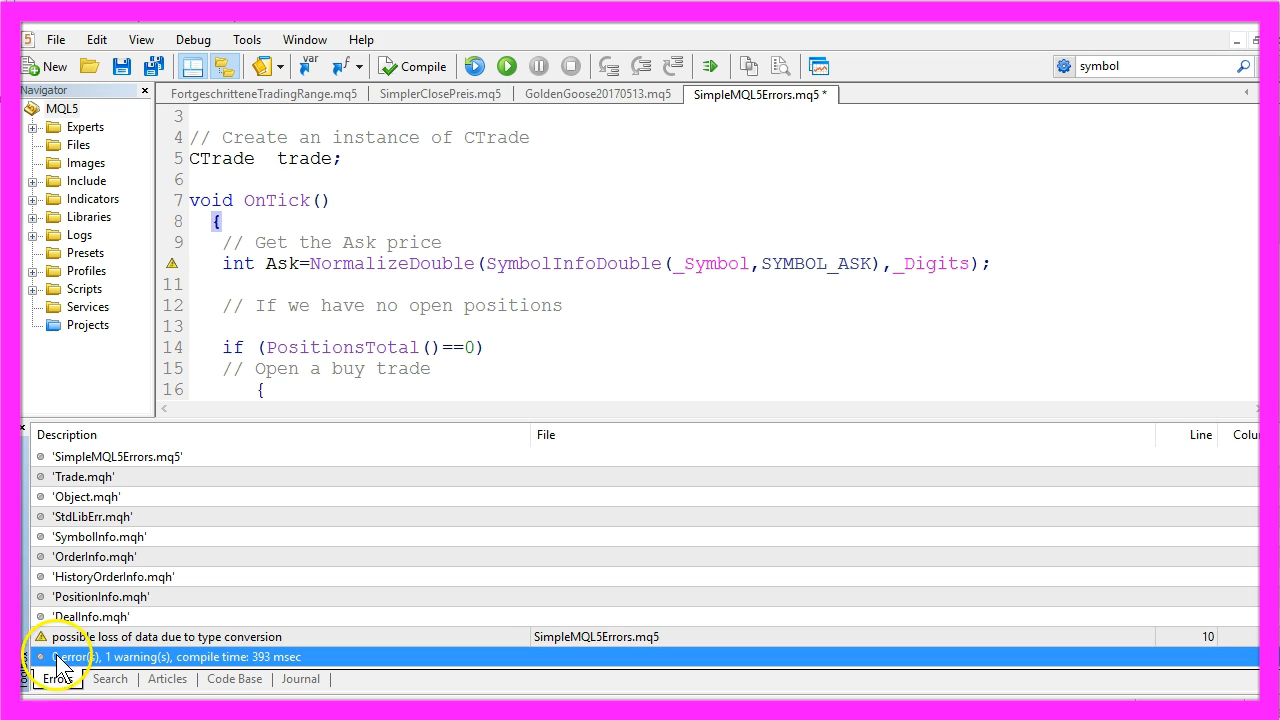 File Edit View Debug Tools Window Help
New Compile symbol
Navigator
FortgeschritteneTradingRange.mq5 SimplerClosePreis.mq5 GoldenGoose20170513.mq5 SimpleMQL5Errors.mq5 *
MQL5
Experts
Files
Images
Include
Indicators
Libraries
Logs
Presets
Profiles
Scripts
Services
Projects
3
4 // Create an instance of CTrade
5 CTrade trade;
6
7 void OnTick()
8 {
9 // Get the Ask price
int Ask=NormalizeDouble(SymbolInfoDouble(_Symbol,SYMBOL_ASK),_Digits);
11
12 // If we have no open positions
13
14 if (PositionsTotal()==0)
15 // Open a buy trade
16 {
Description File Line
'SimpleMQL5Errors.mq5'
'Trade.mqh'
'Object.mqh'
'StdLibErr.mqh'
'SymbolInfo.mqh'
'OrderInfo.mqh'
'HistoryOrderInfo.mqh'
'PositionInfo.mqh'
'DealInfo.mqh'
possible loss of data due to type conversion SimpleMQL5Errors.mq5 10
0 error(s), 1 warning(s), compile time: 393 msec
Errors Search Articles Code Base Journal